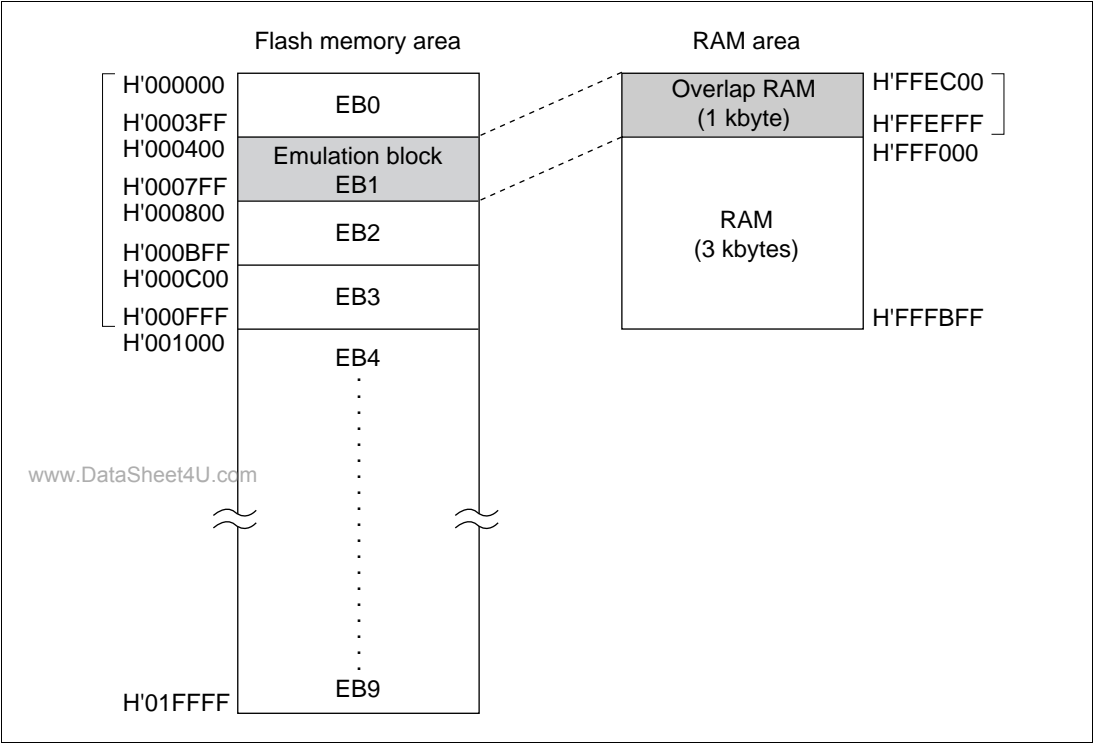 Flash memory area
RAM area
H'000000
EB0
H'0003FF
H'000400
Emulation block
EB1
H'0007FF
H'000800
EB2
H'000BFF
H'000C00
EB3
H'000FFF
H'001000
EB4
www.DataSheet4U.com
EB9
H'01FFFF
Overlap RAM
(1 kbyte)
H'FFEC00
H'FFEFFF
H'FFF000
RAM
(3 kbytes)
H'FFFBFF